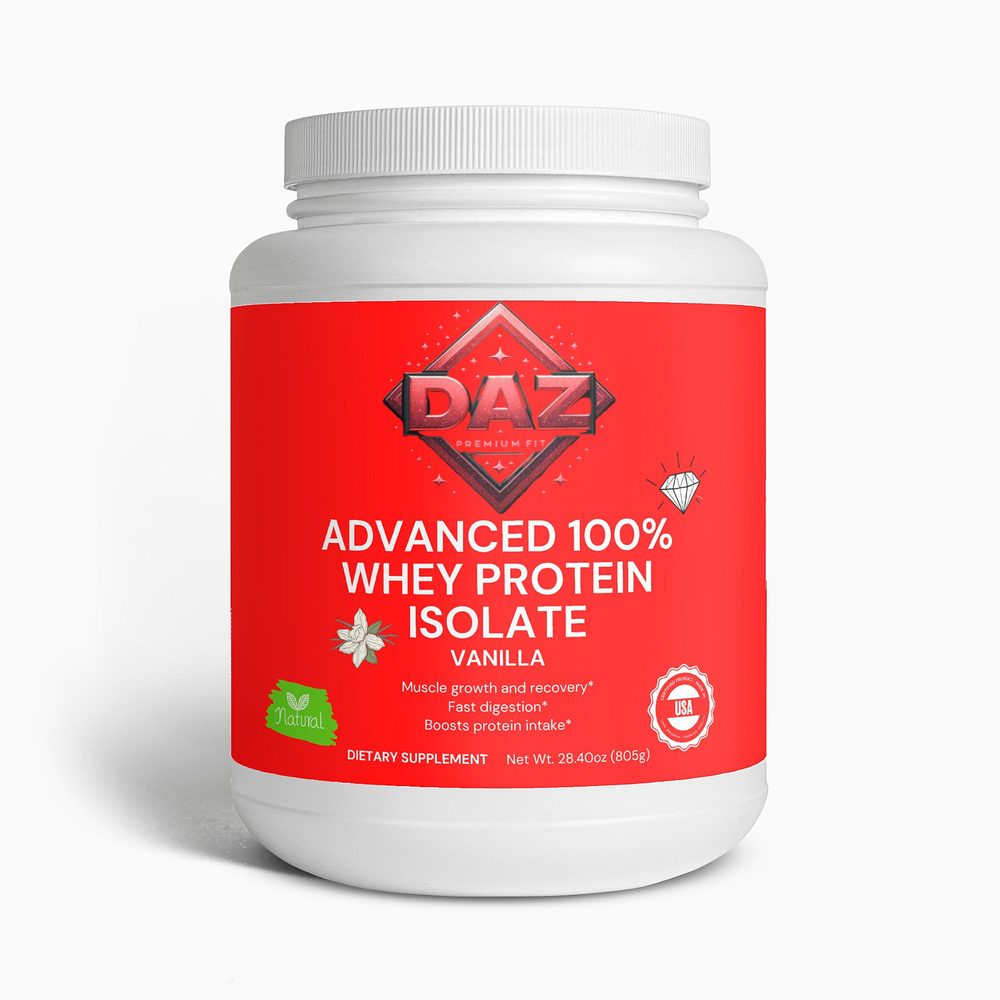 DAZ
PREMIUM FIT
ADVANCED 100%
WHEY PROTEIN
ISOLATE
VANILLA
Muscle growth and recovery*
Fast digestion*
Boosts protein intake*
Natural
USA
DIETARY SUPPLEMENT Net Wt. 28.40oz (805g)